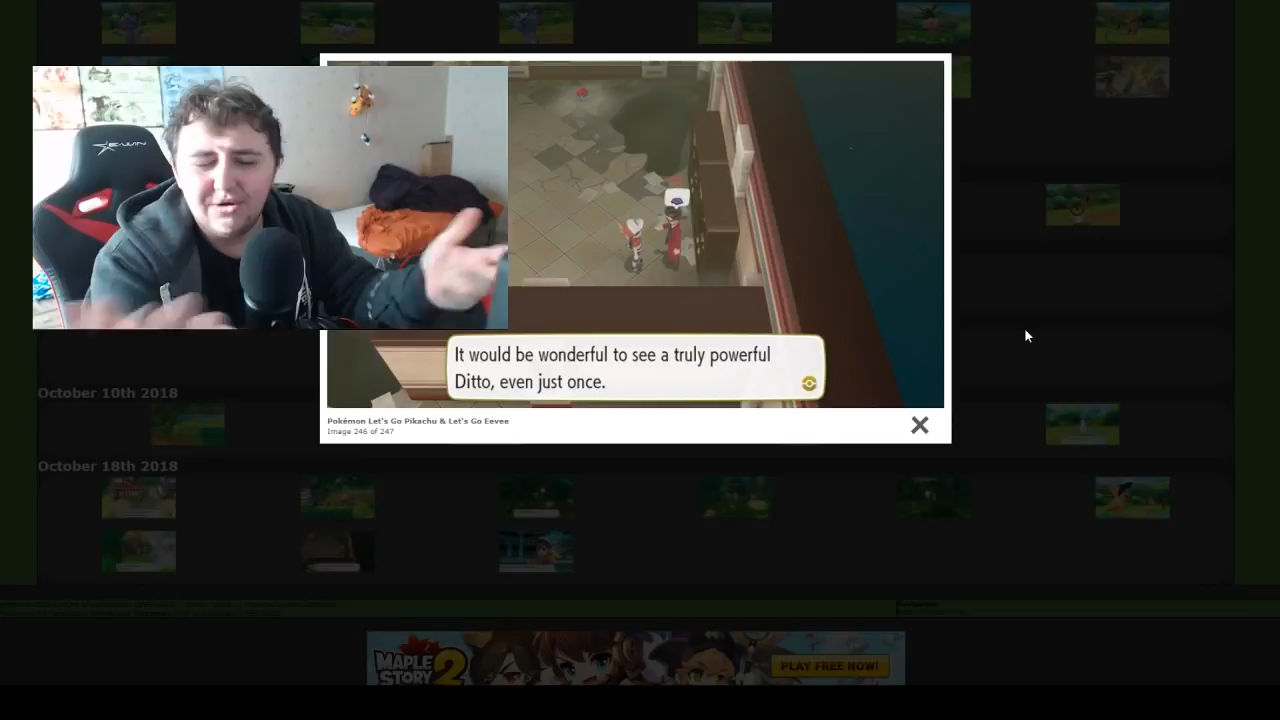 E-WIN
It would be wonderful to see a truly powerful
Ditto, even just once.
Pokémon Let's Go Pikachu & Let's Go Eevee
Image 246 of 247
October 10th 2018
October 18th 2018
MAPLE
STORY 2
PLAY FREE NOW!